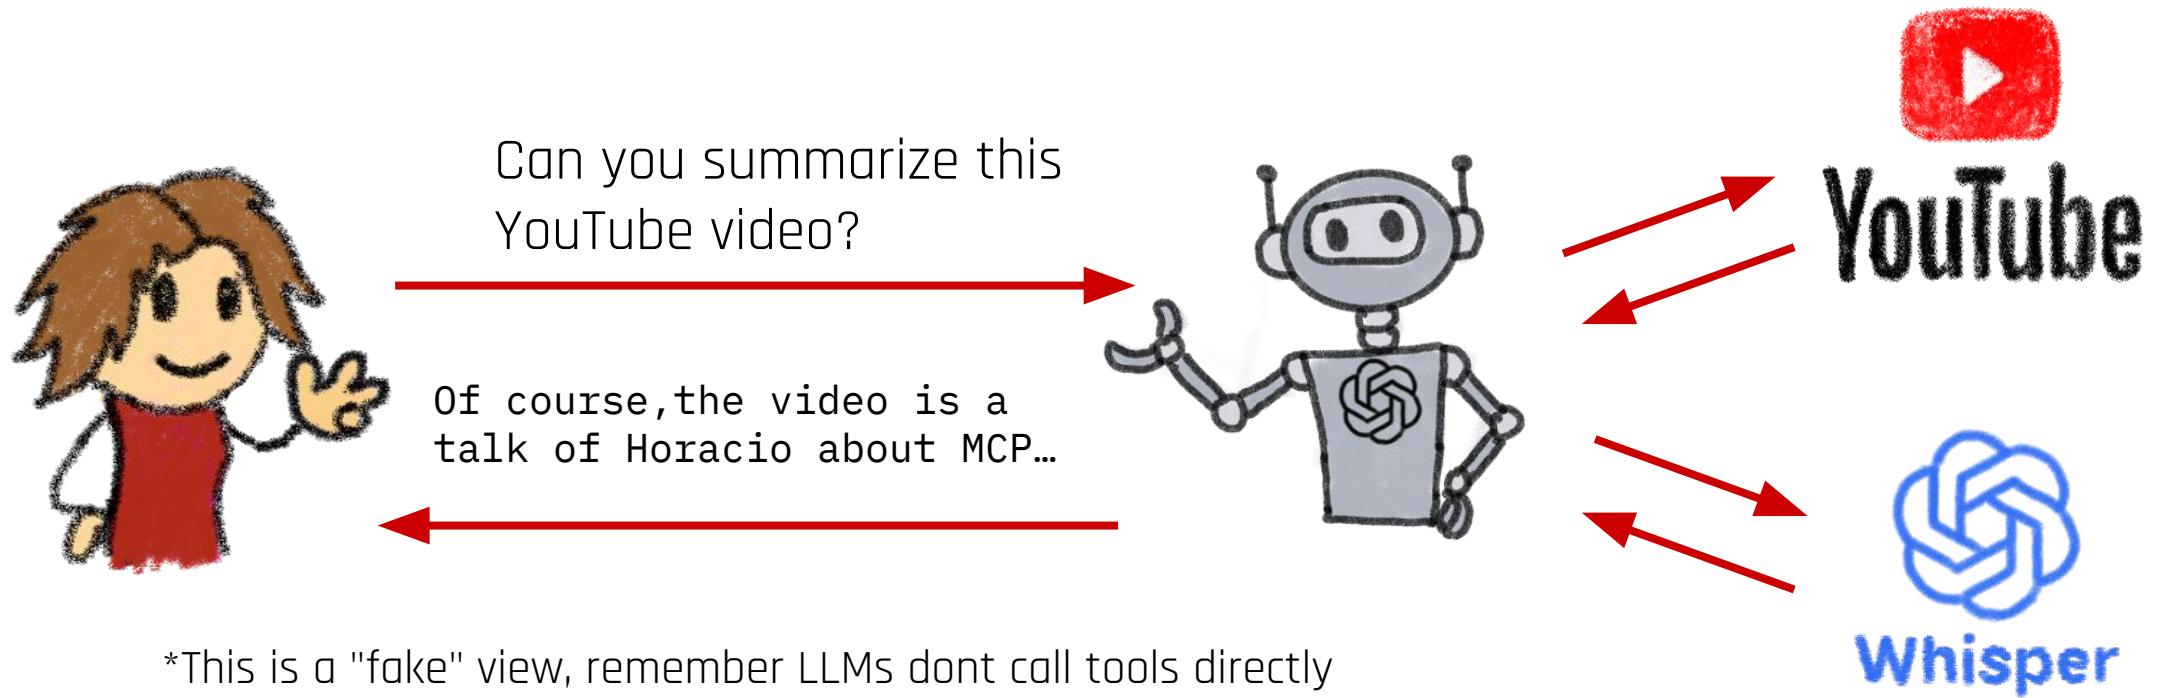 Can you summarize this
YouTube video?
Of course,the video is a
talk of Horacio about MCP…
YouTube
Whisper
*This is a "fake" view, remember LLMs dont call tools directly